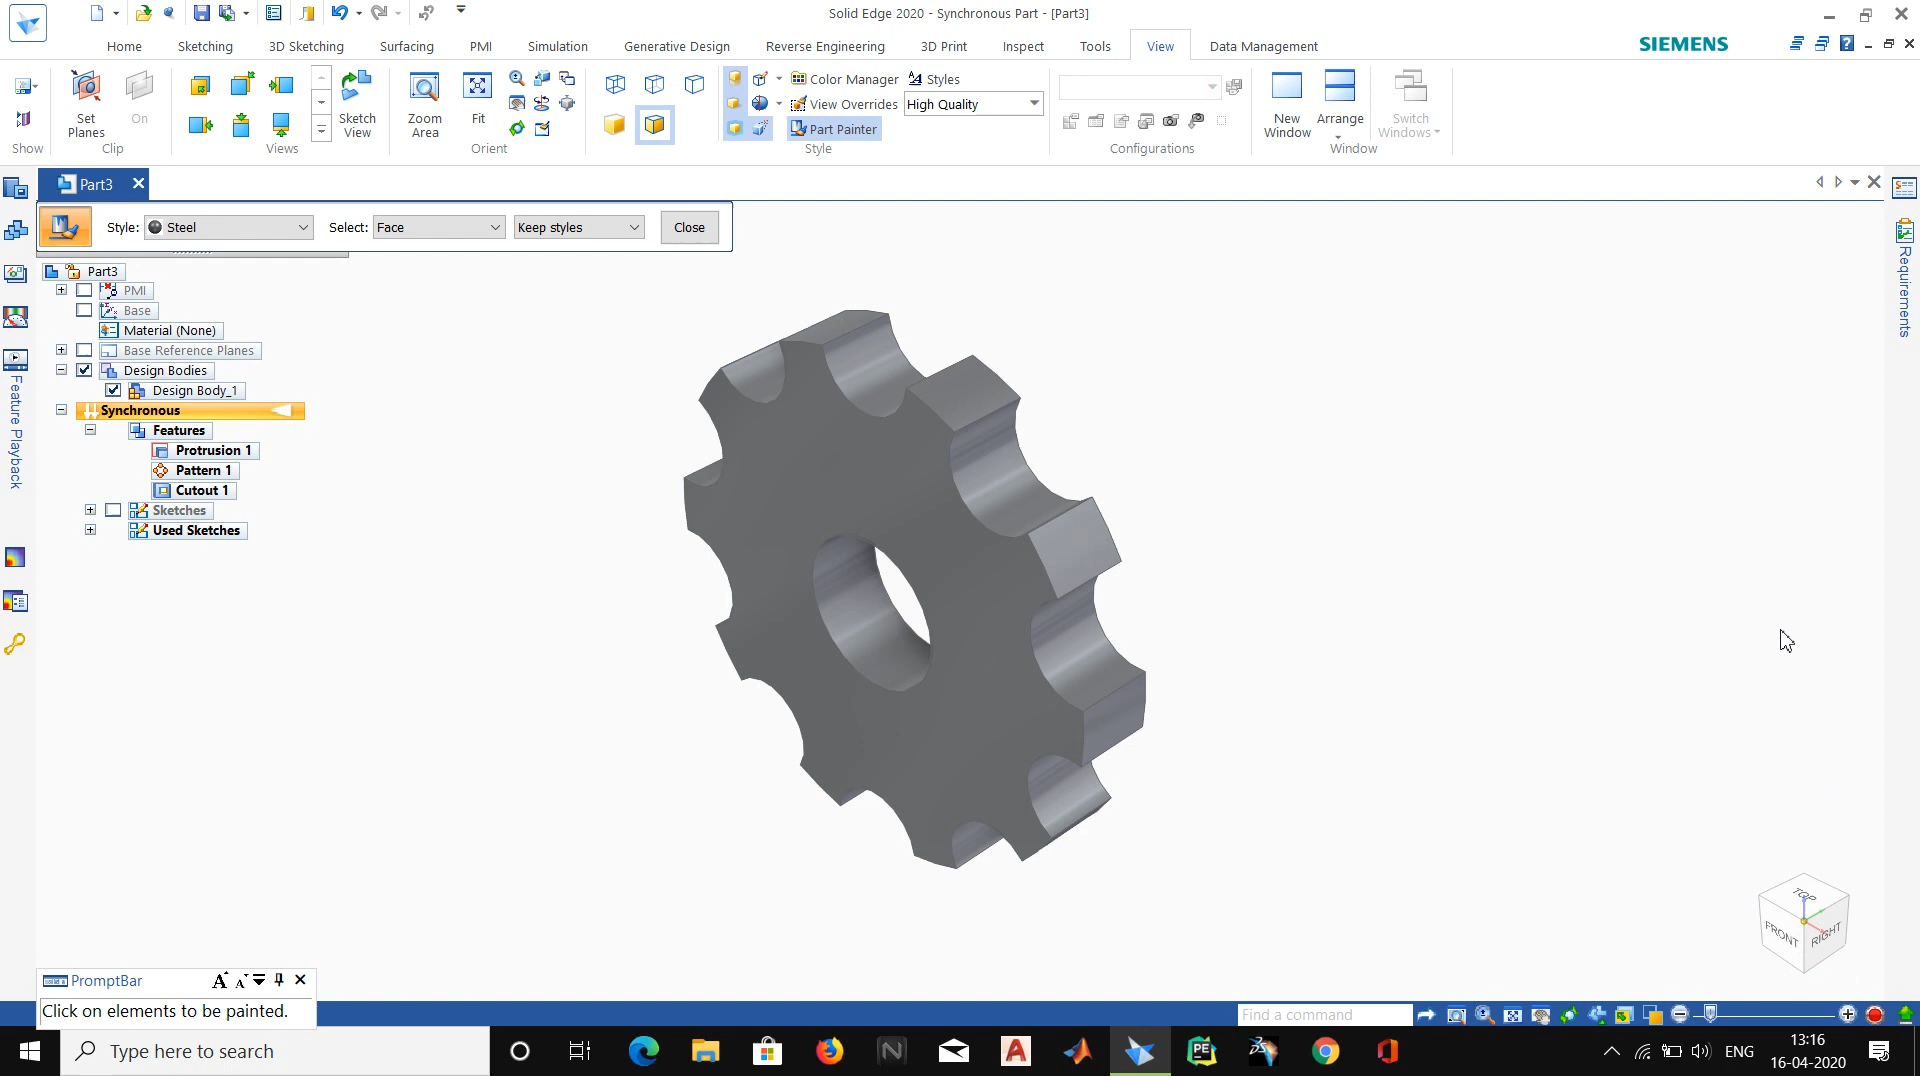 Solid Edge 2020 - Synchronous Part - [Part3]
Home Sketching 3D Sketching Surfacing PMI Simulation Generative Design Reverse Engineering 3D Print Inspect Tools View Data Management
SIEMENS
Set Planes
On
Show
Clip
Views
Sketch View
Zoom Area
Fit
Orient
Color Manager
Styles
View Overrides
High Quality
Part Painter
Style
Configurations
New Window
Arrange
Switch Windows
Window
Part3
Style: Steel
Select: Face
Keep styles
Close
Part3
PMI
Base
Material (None)
Base Reference Planes
Design Bodies
Design Body_1
Synchronous
Features
Protrusion 1
Pattern 1
Cutout 1
Sketches
Used Sketches
Feature Playback
Requirements
TOP
FRONT
RIGHT
PromptBar
A A
Click on elements to be painted.
Find a command
Type here to search
N
A
PE
ENG
13:16
16-04-2020